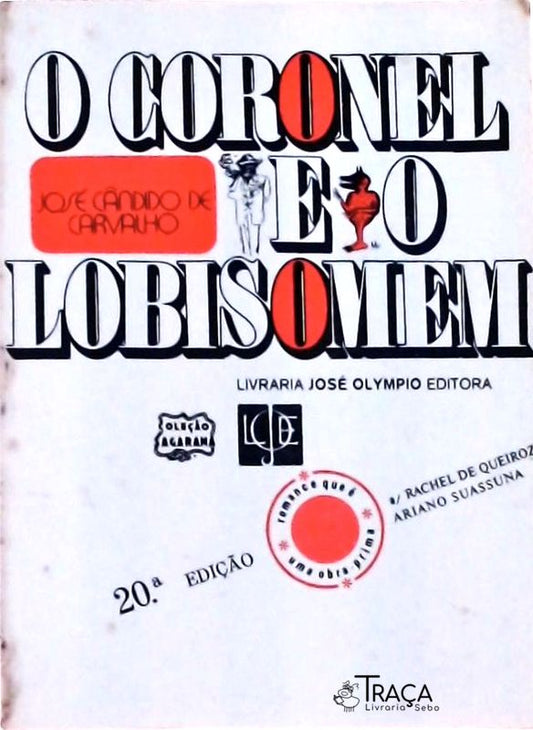 O CORONEL
JOSÉ CÂNDIDO DE
CARVALHO
E O
LOBISOMEM
LIVRARIA JOSÉ OLYMPIO EDITORA
COLEÇÃO
SAGARANA
LJOE
romance que é
uma obra-prima
a/ RACHEL DE QUEIROZ
ARIANO SUASSUNA
20.ª EDIÇÃO
TRAÇA
Livraria Sebo